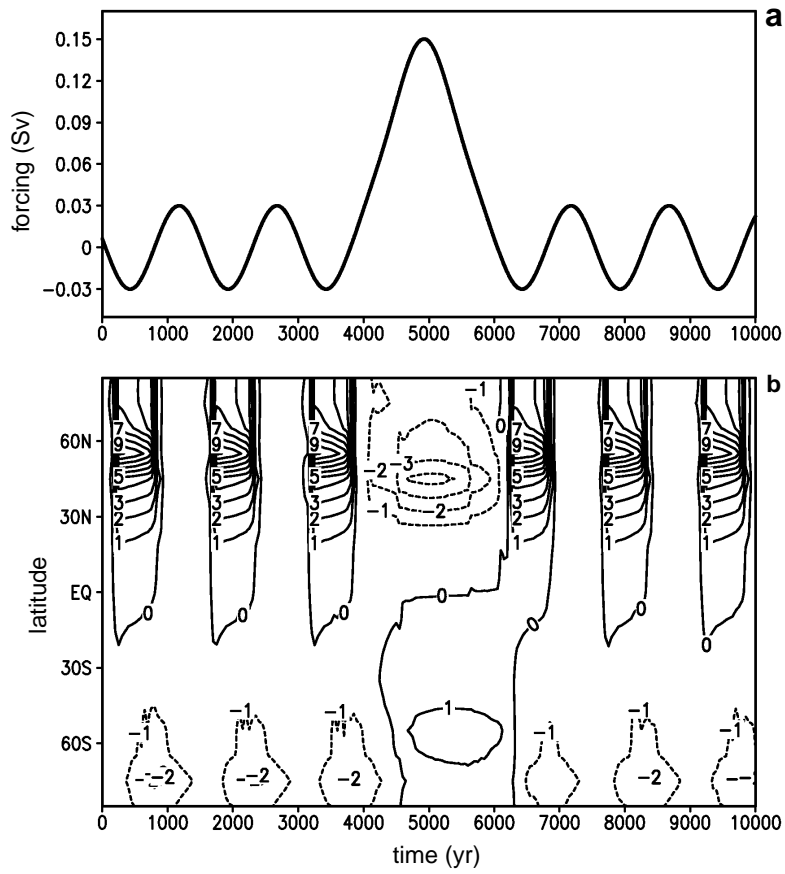 a
forcing (Sv)
0.15
0.12
0.09
0.06
0.03
0
−0.03
0 1000 2000 3000 4000 5000 6000 7000 8000 9000 10000
b
latitude
60N
30N
EQ
30S
60S
7 7 7 7 7 7
9 9 9 9 9 9
5 5 5 5 5 5
3 3 3 3 3 3
2 2 2 2 2 2
1 1 1 1 1 1
−1
0
−2 −3
−1 −2
0 0 0 0 0 0 0
1
−1 −1 −1 −1 −1 −1
−2 −2 −2 −2
0 1000 2000 3000 4000 5000 6000 7000 8000 9000 10000
time (yr)